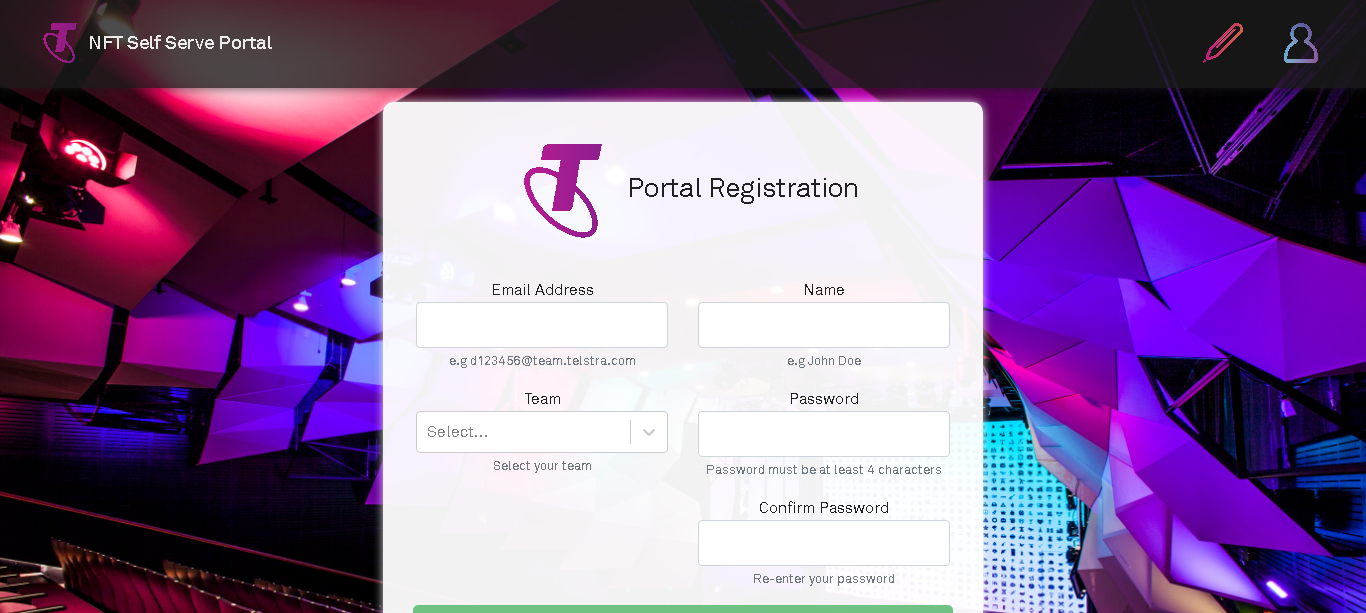 NFT Self Serve Portal
Portal Registration
Email Address
Name
e.g d123456@team.telstra.com
e.g John Doe
Team
Password
Select...
Select your team
Password must be at least 4 characters
Confirm Password
Re-enter your password